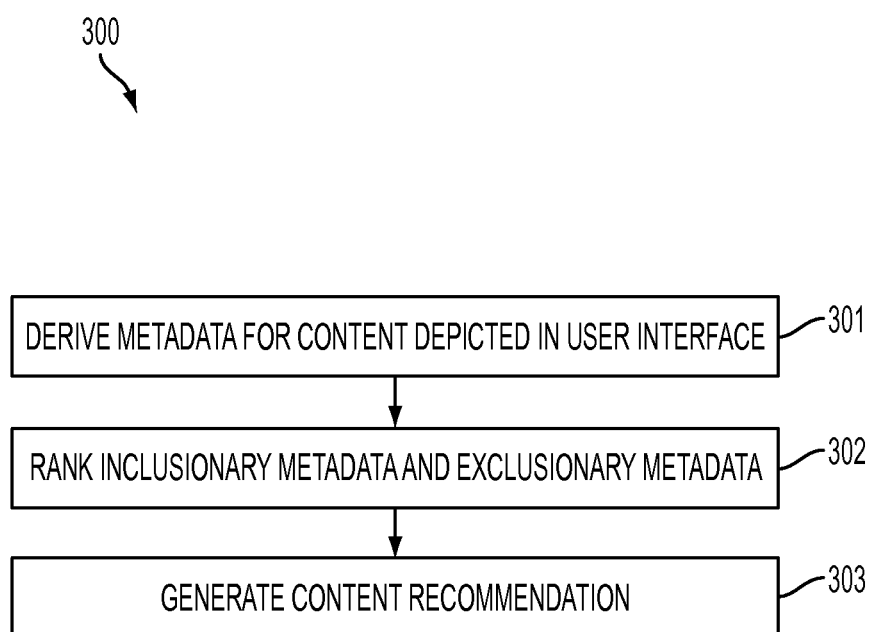 300
DERIVE METADATA FOR CONTENT DEPICTED IN USER INTERFACE
301
RANK INCLUSIONARY METADATA AND EXCLUSIONARY METADATA
302
GENERATE CONTENT RECOMMENDATION
303